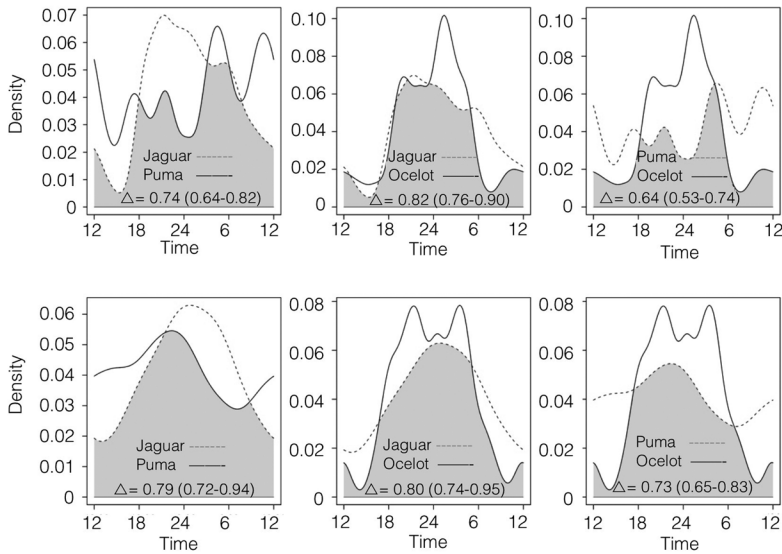 0.07
0.06
0.05
0.04
0.03
0.02
0.01
0
Density
Jaguar
Puma
△= 0.74 (0.64-0.82)
12 18 24 6 12
Time
0.10
0.08
0.06
0.04
0.02
0
Jaguar
Ocelot
△= 0.82 (0.76-0.90)
12 18 24 6 12
Time
0.10
0.08
0.06
0.04
0.02
0
Puma
Ocelot
△= 0.64 (0.53-0.74)
12 18 24 6 12
Time
0.06
0.05
0.04
0.03
0.02
0.01
0
Density
Jaguar
Puma
△= 0.79 (0.72-0.94)
12 18 24 6 12
Time
0.08
0.06
0.04
0.02
0
Jaguar
Ocelot
△= 0.80 (0.74-0.95)
12 18 24 6 12
Time
0.08
0.06
0.04
0.02
0
Puma
Ocelot
△= 0.73 (0.65-0.83)
12 18 24 6 12
Time